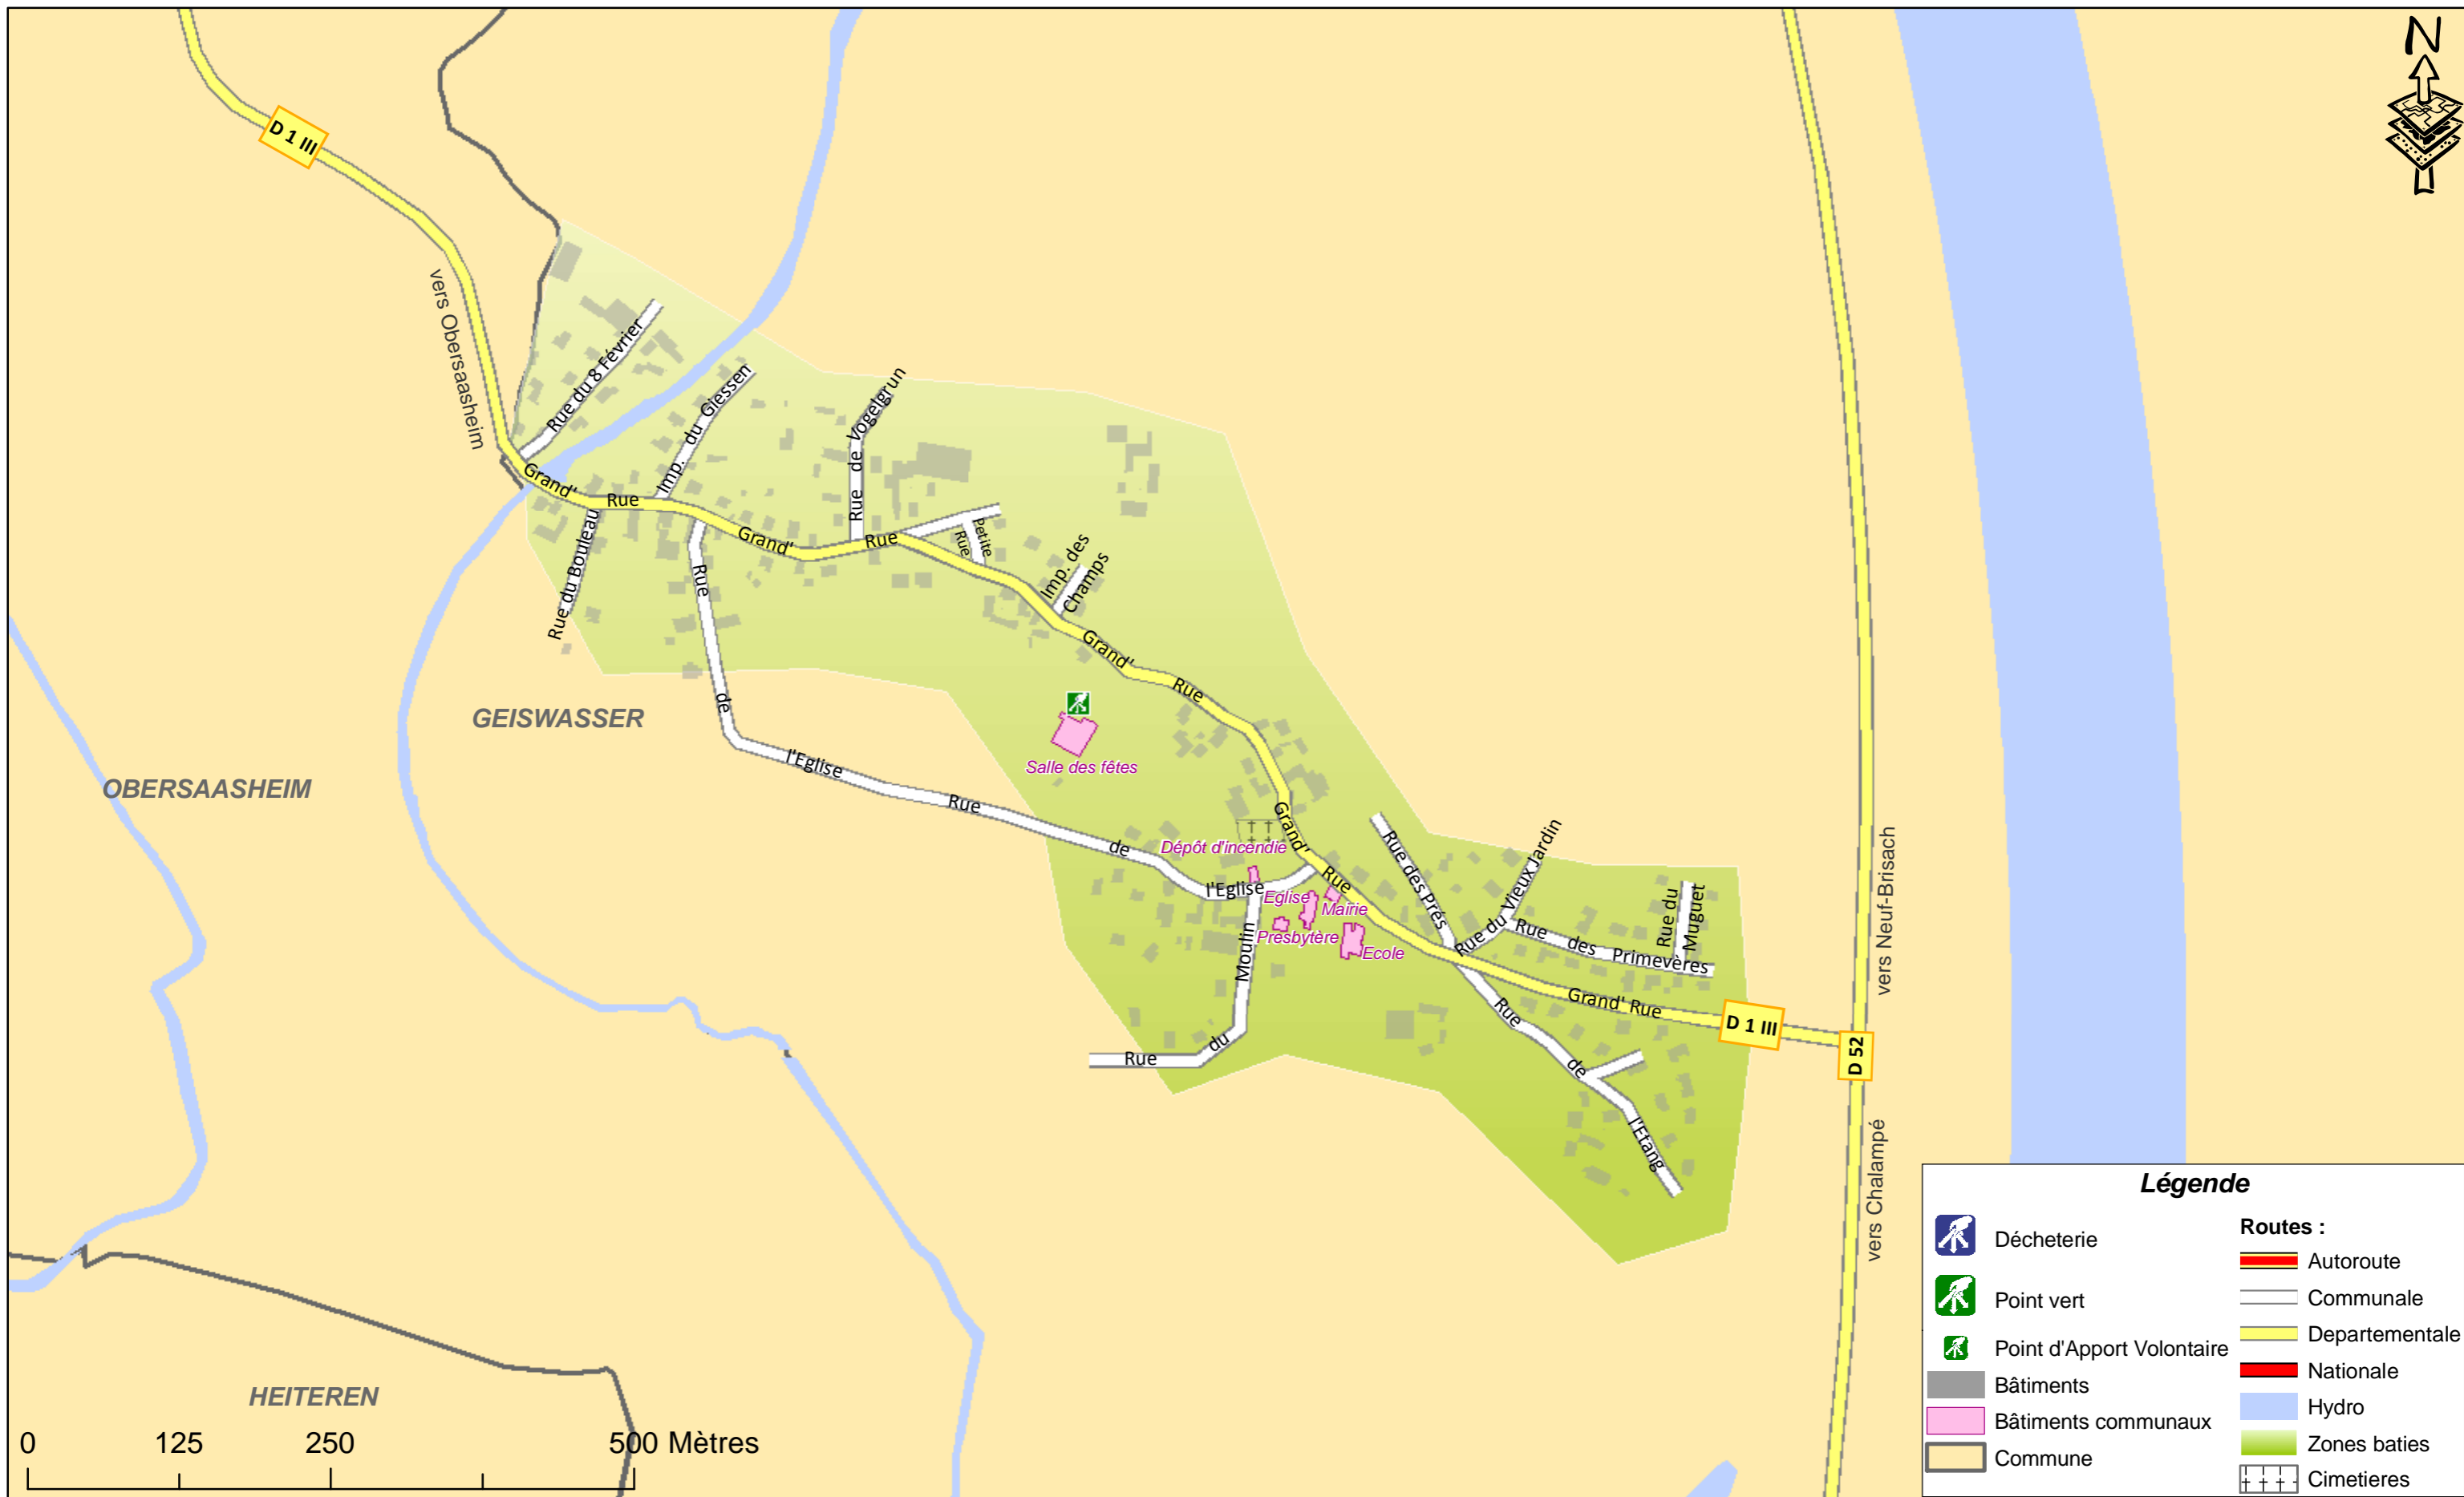 N
D 1 III
vers Obersaasheim
Rue du 8 Février
Imp. du Giessen
Rue de Vogelgrun
Grand' Rue
Rue du Bouleau
Grand' Rue
Petite
Rue
Imp. des
Champs
Rue de l'Eglise
Grand' Rue
GEISWASSER
OBERSAASHEIM
Salle des fêtes
Rue de l'Eglise
Grand' Rue
Dépôt d'incendie
Eglise
Mairie
Presbytère
Ecole
Rue des Prés
Rue du Vieux Jardin
Rue du
Muguet
Rue des Primevères
Rue du Moulin
Grand' Rue
D 1 III
D 52
vers Neuf-Brisach
vers Chalampé
Rue de l'Etang
HEITEREN
0 125 250 500 Mètres
Légende
Décheterie
Point vert
Point d'Apport Volontaire
Bâtiments
Bâtiments communaux
Commune
Routes :
Autoroute
Communale
Departementale
Nationale
Hydro
Zones baties
Cimetieres